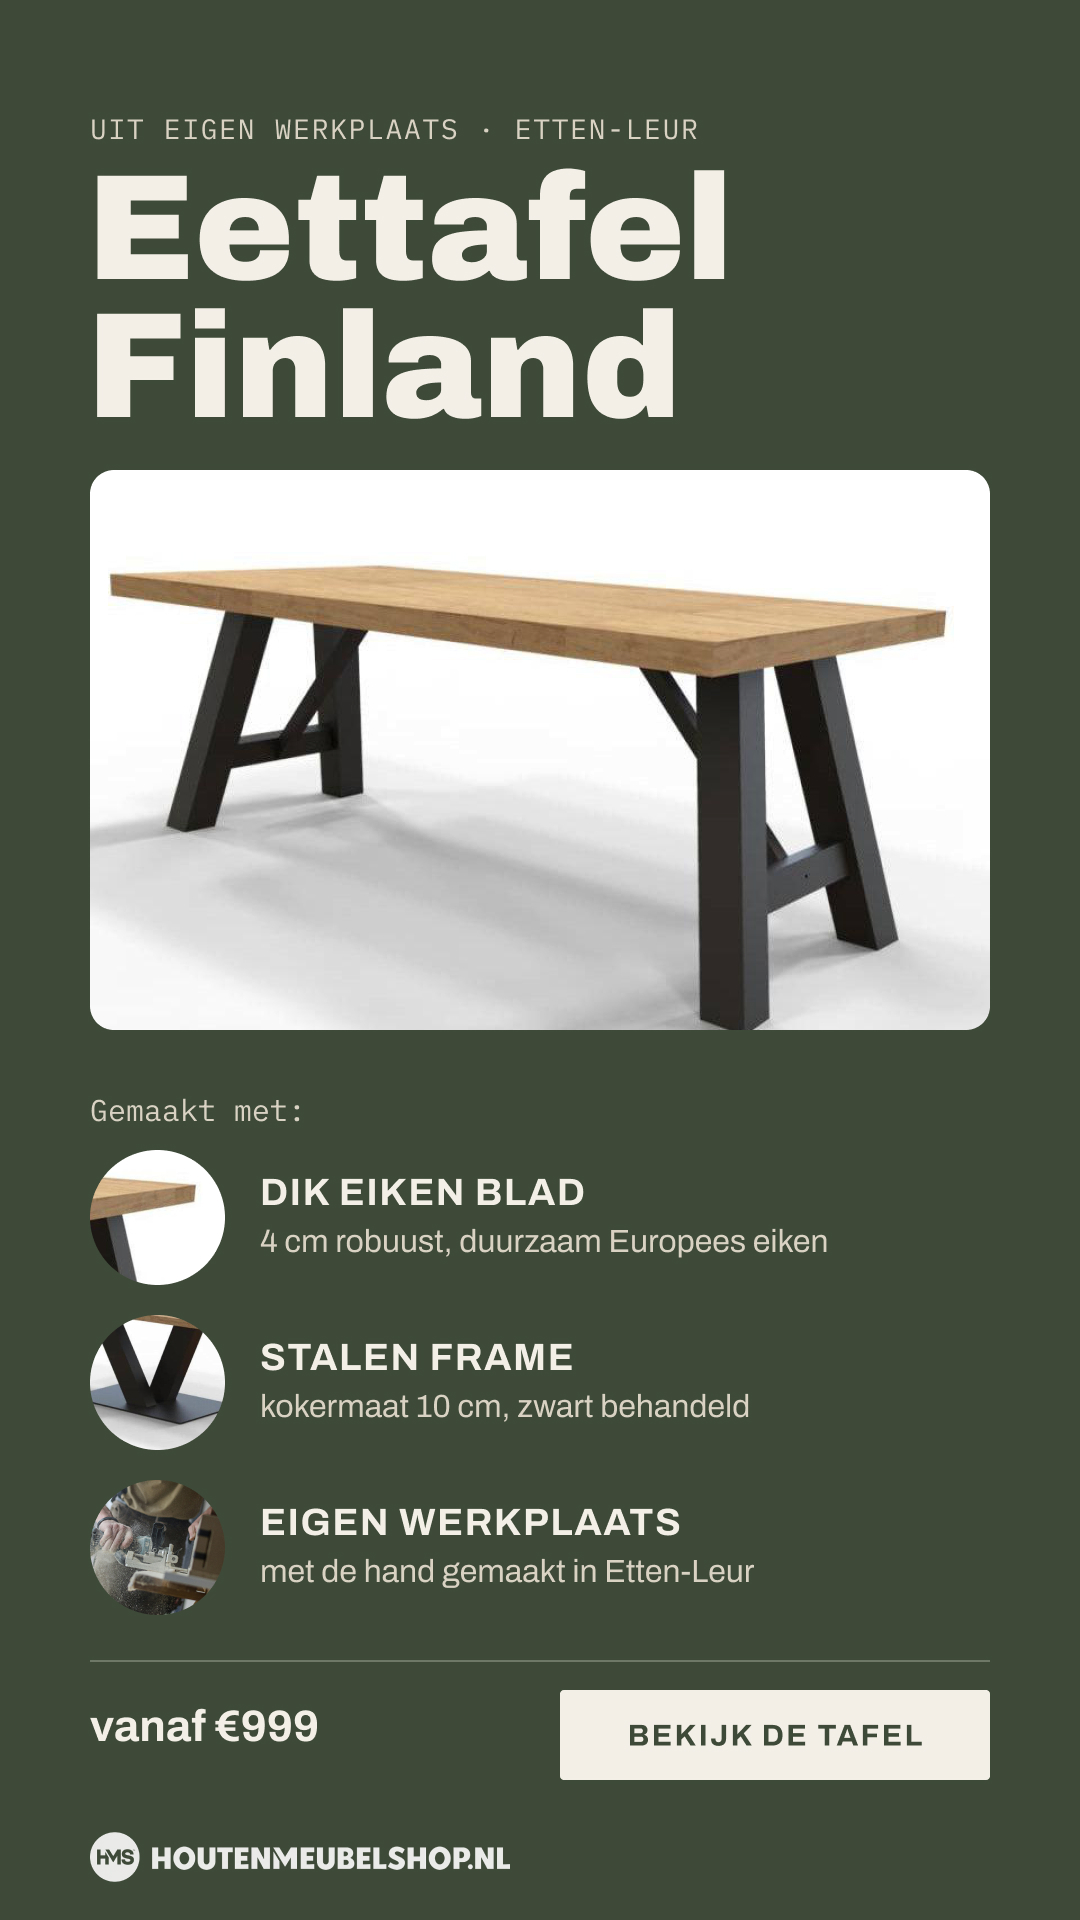 UIT EIGEN WERKPLAATS · ETTEN-LEUR
Eettafel
Finland
Gemaakt met:
DIK EIKEN BLAD
4 cm robuust, duurzaam Europees eiken
STALEN FRAME
kokermaat 10 cm, zwart behandeld
EIGEN WERKPLAATS
met de hand gemaakt in Etten-Leur
vanaf €999
BEKIJK DE TAFEL
HMS HOUTENMEUBELSHOP.NL